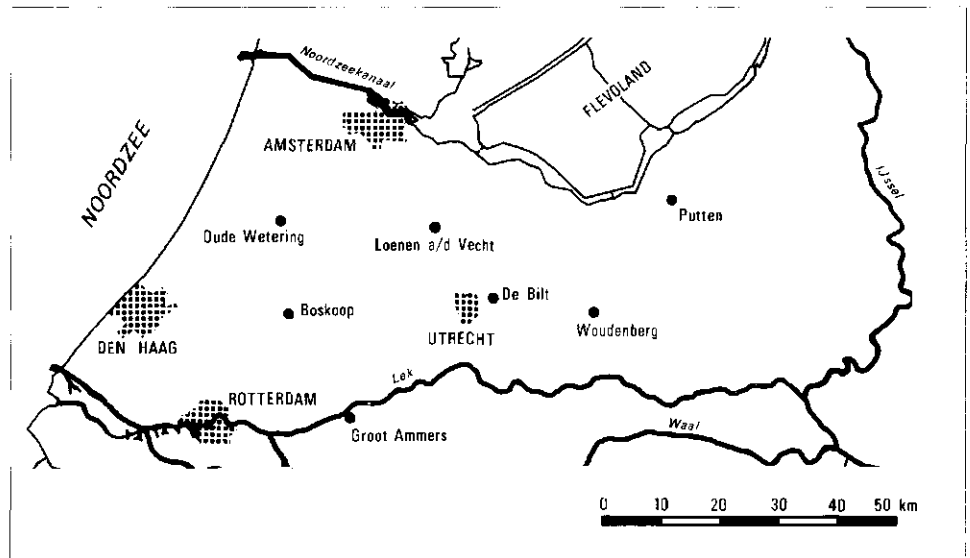 Noordzeekanaal
FLEVOLAND
NOORDZEE
AMSTERDAM
IJssel
Putten
Oude Wetering
Loenen a/d Vecht
De Bilt
Boskoop
UTRECHT
Woudenberg
DEN HAAG
Lek
ROTTERDAM
Groot Ammers
Waal
0 10 20 30 40 50 km